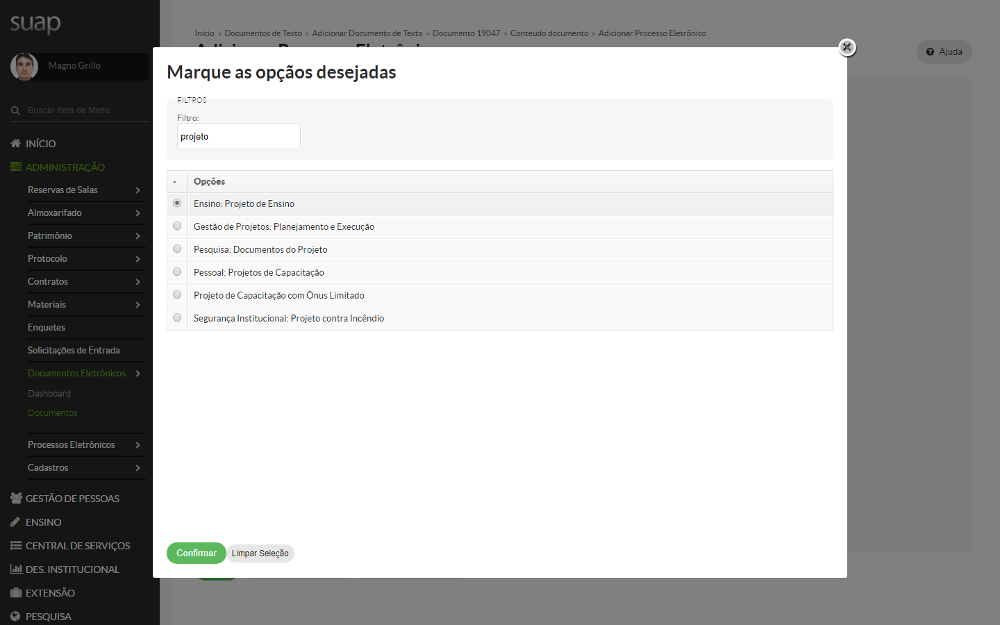 suap
Magno Grillo
Buscar Item de Menu
INÍCIO
ADMINISTRAÇÃO
Reservas de Salas
Almoxarifado
Patrimônio
Protocolo
Contratos
Materiais
Enquetes
Solicitações de Entrada
Documentos Eletrônicos
Dashboard
Documentos
Processos Eletrônicos
Cadastros
GESTÃO DE PESSOAS
ENSINO
CENTRAL DE SERVIÇOS
DES. INSTITUCIONAL
EXTENSÃO
PESQUISA
Início » Documentos de Texto » Adicionar Documento de Texto » Documento 19047 » Conteudo documento » Adicionar Processo Eletrônico
Ajuda
Marque as opçãos desejadas
FILTROS
Filtro:
projeto
- Opções
Ensino: Projeto de Ensino
Gestão de Projetos: Planejamento e Execução
Pesquisa: Documentos do Projeto
Pessoal: Projetos de Capacitação
Projeto de Capacitação com Ônus Limitado
Segurança Institucional: Projeto contra Incêndio
Confirmar Limpar Seleção